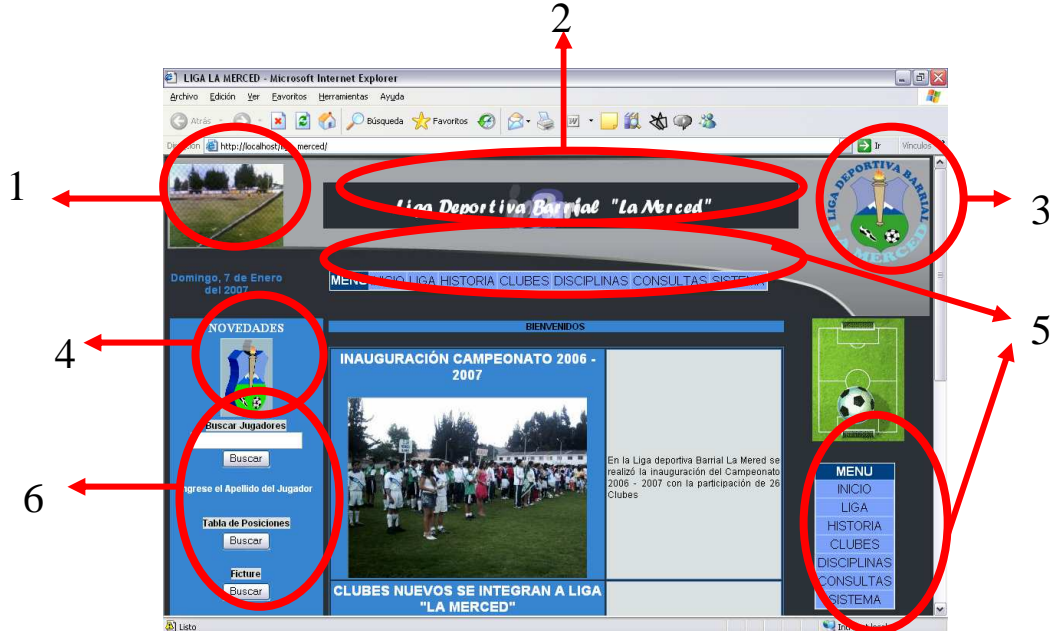 2
LIGA LA MERCED - Microsoft Internet Explorer
Archivo Edición Ver Favoritos Herramientas Ayuda
Atrás Búsqueda Favoritos
http://localhost/liga_merced/ Ir Vínculos
1
Liga Deportiva Barrial "La Merced"
LIGA DEPORTIVA BARRIAL
LA MERCED
3
Domingo, 7 de Enero
del 2007
MENU INICIO LIGA HISTORIA CLUBES DISCIPLINAS CONSULTAS SISTEMA
4
NOVEDADES
BIENVENIDOS
5
INAUGURACIÓN CAMPEONATO 2006 -
2007
Buscar Jugadores
Buscar
Ingrese el Apellido del Jugador
6
Tabla de Posiciones
Buscar
Ficture
Buscar
En la Liga deportiva Barrial La Mered se
realizó la inauguración del Campeonato
2006 - 2007 con la participación de 26
Clubes
MENU
INICIO
LIGA
HISTORIA
CLUBES
DISCIPLINAS
CONSULTAS
SISTEMA
CLUBES NUEVOS SE INTEGRAN A LIGA
"LA MERCED"
Listo